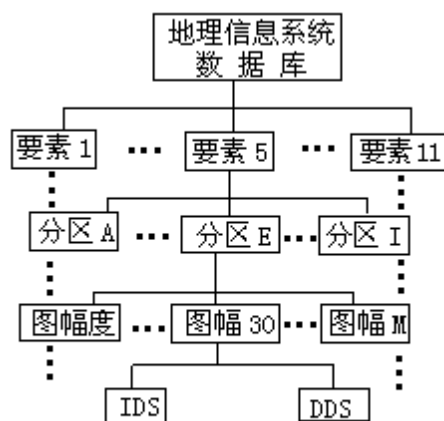 地理信息系统
数 据 库
要素1 ••• 要素5 ••• 要素11
分区A ••• 分区E ••• 分区I
图幅度 ••• 图幅30 ••• 图幅M
IDS DDS